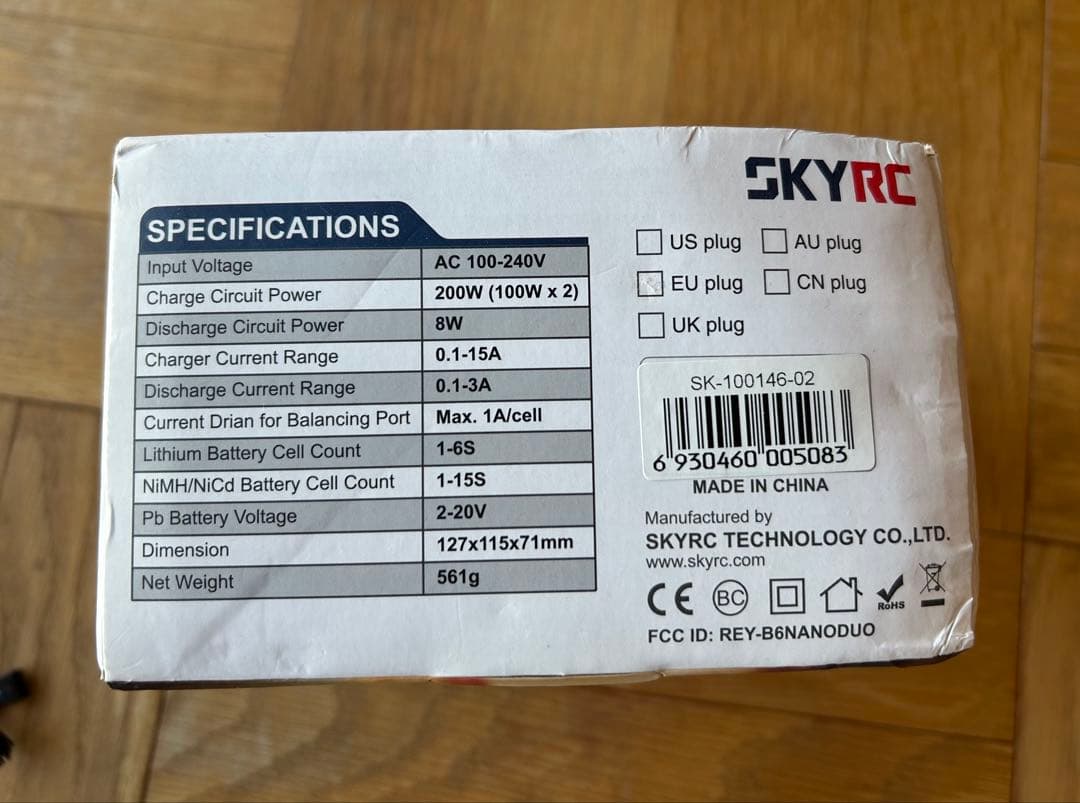 SKYRC
SPECIFICATIONS
Input Voltage AC 100-240V
Charge Circuit Power 200W (100W x 2)
Discharge Circuit Power 8W
Charger Current Range 0.1-15A
Discharge Current Range 0.1-3A
Current Drian for Balancing Port Max. 1A/cell
Lithium Battery Cell Count 1-6S
NiMH/NiCd Battery Cell Count 1-15S
Pb Battery Voltage 2-20V
Dimension 127x115x71mm
Net Weight 561g
US plug AU plug
EU plug CN plug
UK plug
SK-100146-02
6 930460 005083
MADE IN CHINA
Manufactured by
SKYRC TECHNOLOGY CO.,LTD.
www.skyrc.com
CE BC RoHS
FCC ID: REY-B6NANODUO